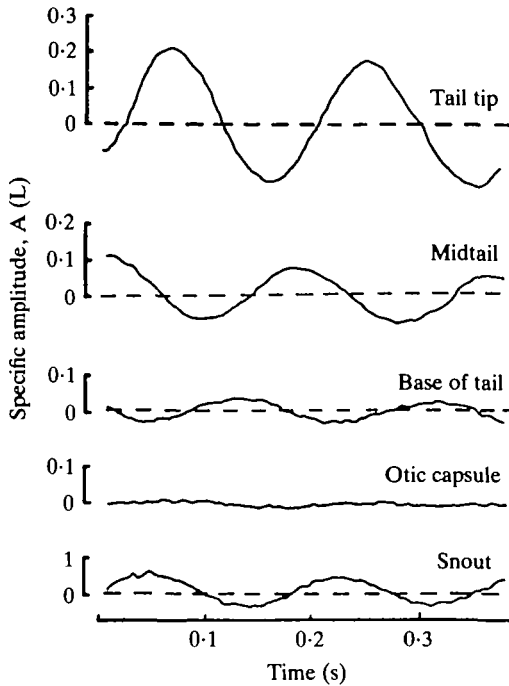 0·3
0·2
0·1
0
Tail tip
0·2
0·1
0
Midtail
0·1
0
Base of tail
0·1
0
Otic capsule
1
0
Snout
Specific amplitude, A (L)
0·1 0·2 0·3
Time (s)